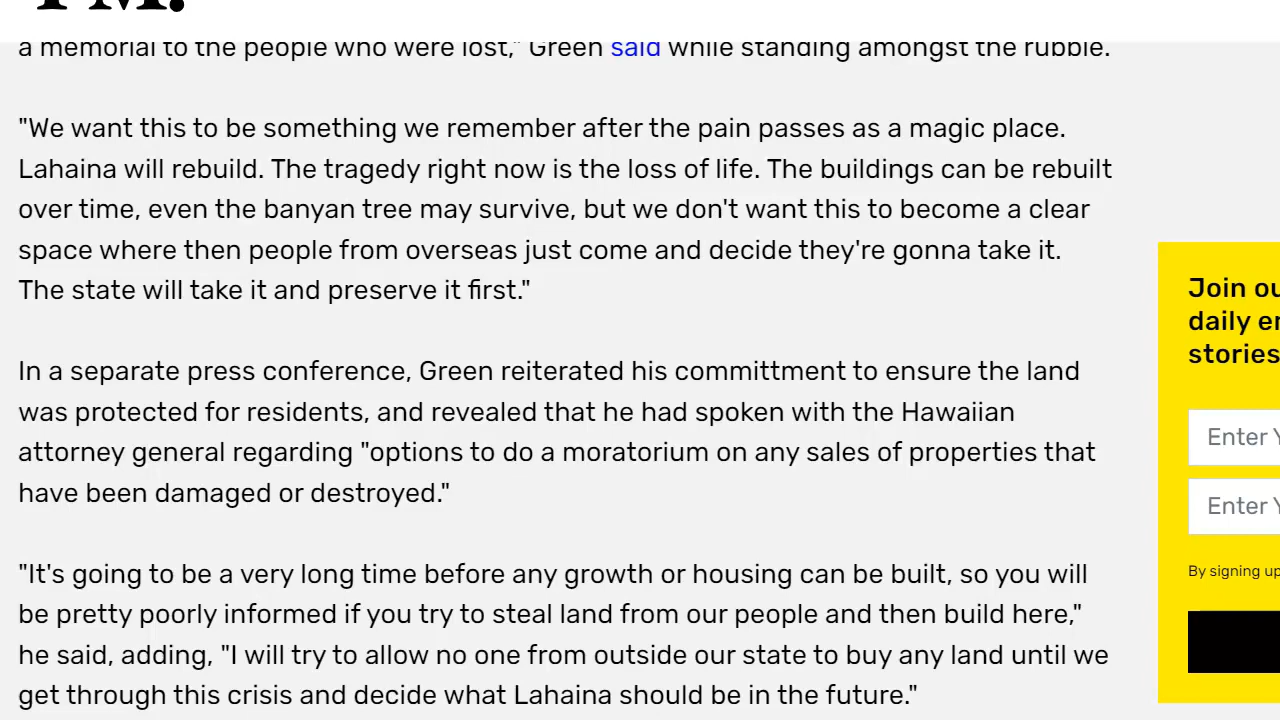 a memorial to the people who were lost," Green said while standing amongst the rubble.
"We want this to be something we remember after the pain passes as a magic place.
Lahaina will rebuild. The tragedy right now is the loss of life. The buildings can be rebuilt
over time, even the banyan tree may survive, but we don't want this to become a clear
space where then people from overseas just come and decide they're gonna take it.
The state will take it and preserve it first."
In a separate press conference, Green reiterated his committment to ensure the land
was protected for residents, and revealed that he had spoken with the Hawaiian
attorney general regarding "options to do a moratorium on any sales of properties that
have been damaged or destroyed."
"It's going to be a very long time before any growth or housing can be built, so you will
be pretty poorly informed if you try to steal land from our people and then build here,"
he said, adding, "I will try to allow no one from outside our state to buy any land until we
get through this crisis and decide what Lahaina should be in the future."
Join
daily
stories
Enter
Enter
By signing up